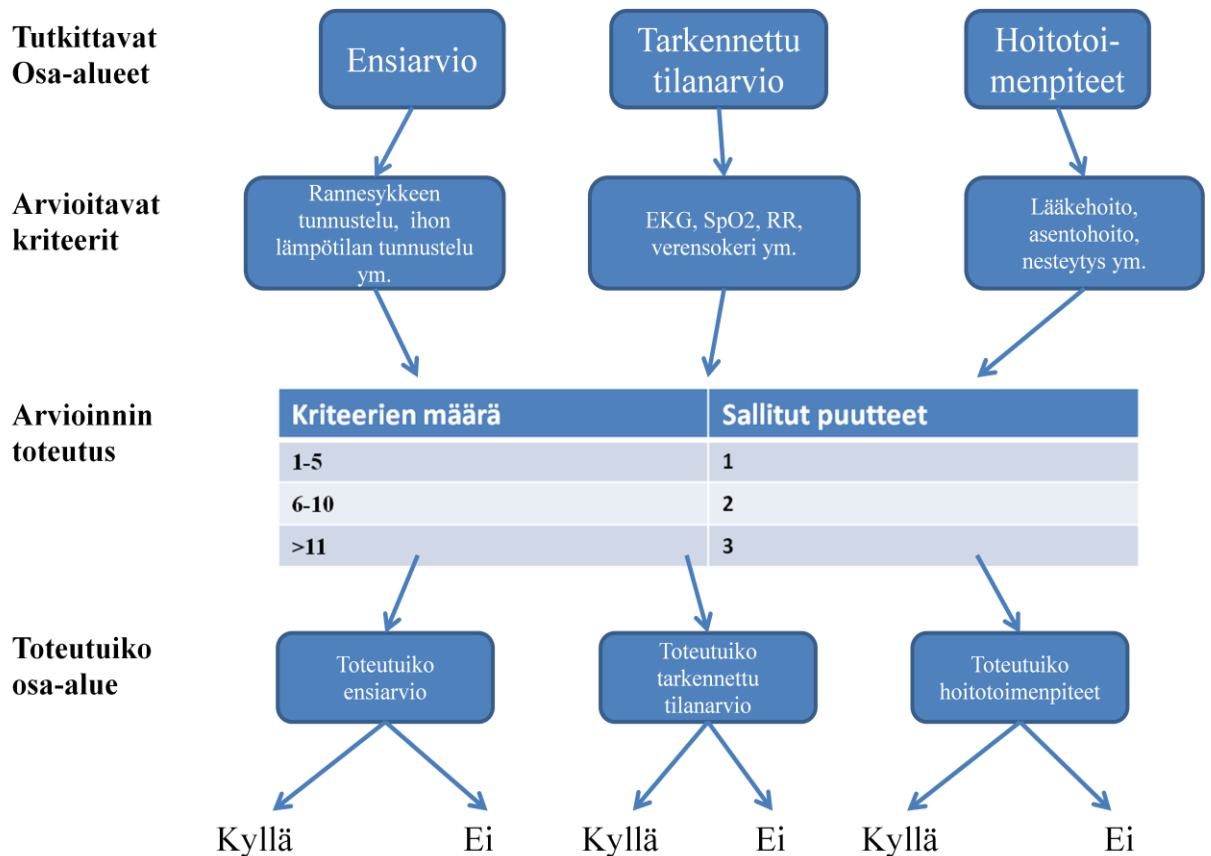 Tutkittavat
Osa-alueet
Ensiarvio
Tarkennettu
tilanarvio
Hoitotoi-
menpiteet
Arvioitavat
kriteerit
Rannesykkeen
tunnustelu, ihon
lämpötilan tunnustelu
ym.
EKG, SpO2, RR,
verensokeri ym.
Lääkehoito,
asentohoito,
nesteytys ym.
Arvioinnin
toteutus
Kriteerien määrä
Sallitut puutteet
1-5
1
6-10
2
>11
3
Toteutuiko
osa-alue
Toteutuiko
ensiarvio
Toteutuiko
tarkennettu
tilanarvio
Toteutuiko
hoitotoimenpiteet
Kyllä
Ei
Kyllä
Ei
Kyllä
Ei